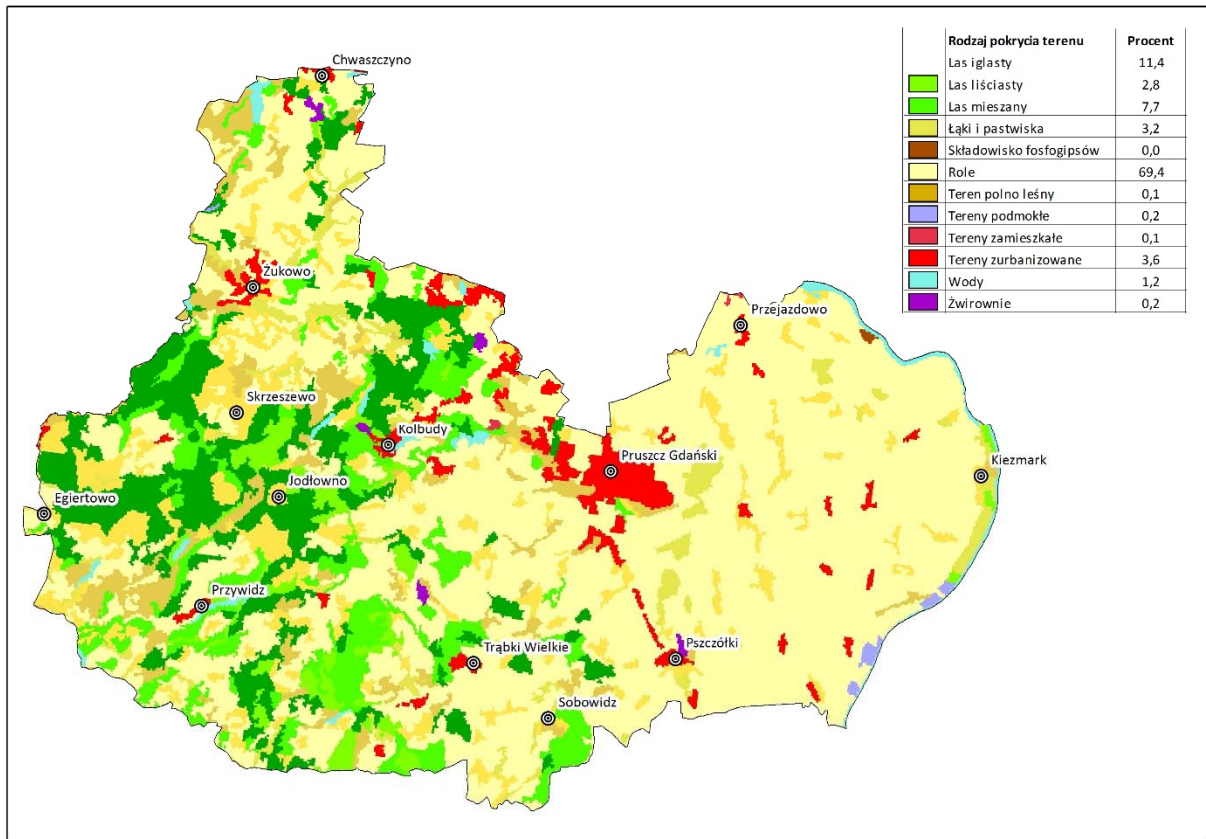 Rodzaj pokrycia terenu Procent
Las iglasty 11,4
Las liściasty 2,8
Las mieszany 7,7
Łąki i pastwiska 3,2
Składowisko fosfogipsów 0,0
Role 69,4
Teren polno leśny 0,1
Tereny podmokłe 0,2
Tereny zamieszkałe 0,1
Tereny zurbanizowane 3,6
Wody 1,2
Żwirownie 0,2
Chwaszczyno
Żukowo
Przejazdowo
Skrzeszewo
Kolbudy
Pruszcz Gdański
Kiezmark
Jodłowno
Egiertowo
Przywidz
Trąbki Wielkie
Pszczółki
Sobowidz